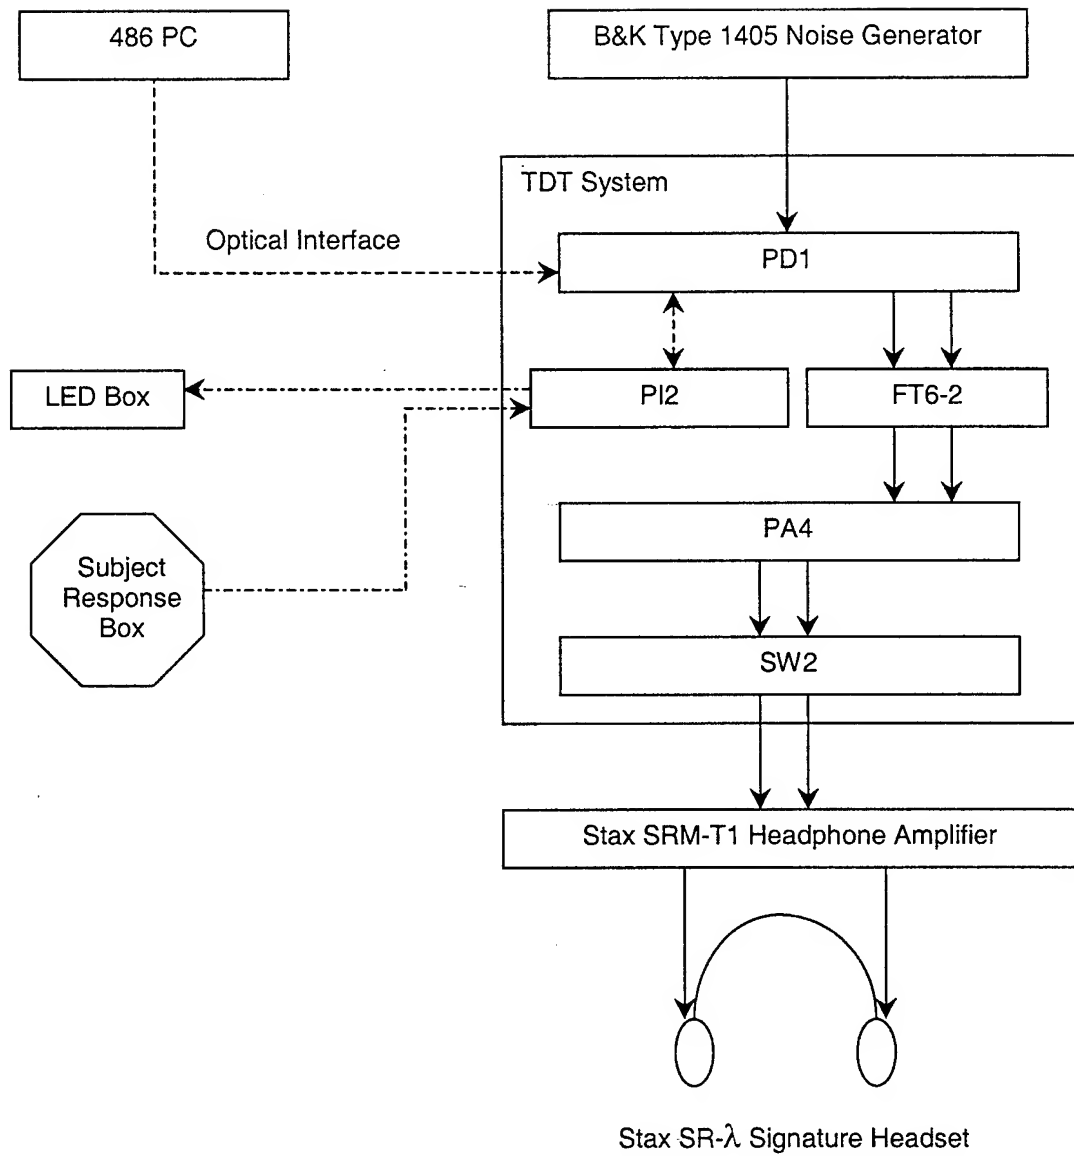 486 PC
B&K Type 1405 Noise Generator
TDT System
Optical Interface
PD1
LED Box
PI2
FT6-2
PA4
Subject
Response
Box
SW2
Stax SRM-T1 Headphone Amplifier
Stax SR-λ Signature Headset